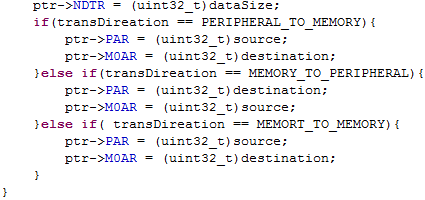 ptr->NDTR = (uint32_t)dataSize;
if(transDireation == PERIPHERAL_TO_MEMORY){
ptr->PAR = (uint32_t)source;
ptr->M0AR = (uint32_t)destination;
}else if(transDireation == MEMORY_TO_PERIPHERAL){
ptr->PAR = (uint32_t)destination;
ptr->M0AR = (uint32_t)source;
}else if( transDireation == MEMORT_TO_MEMORY){
ptr->PAR = (uint32_t)source;
ptr->M0AR = (uint32_t)destination;
}
}